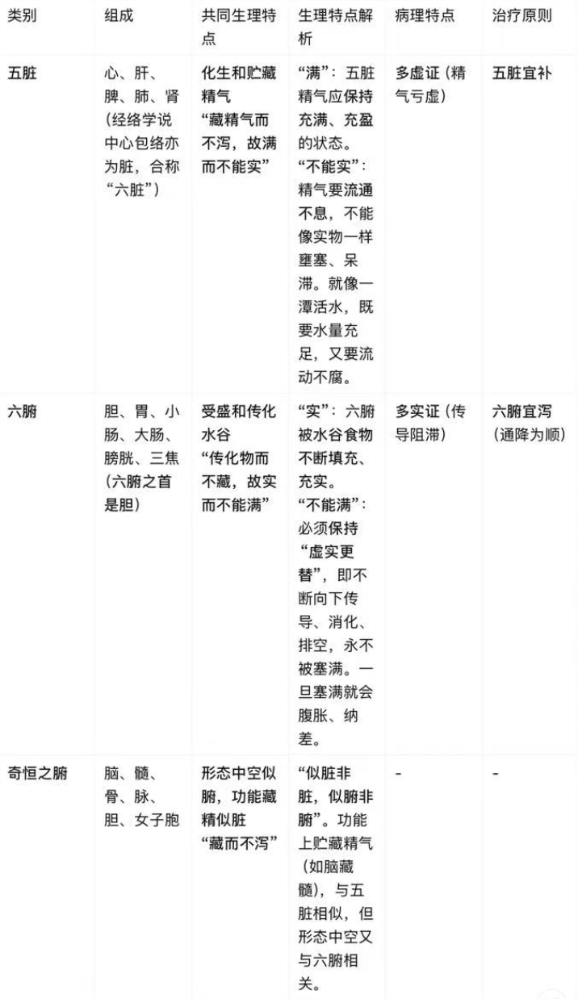 类别
组成
共同生理特
点
生理特点解
析
病理特点
治疗原则
五脏
心、肝、
脾、肺、肾
(经络学说
中心包络亦
为脏，合称
“六脏”)
化生和贮藏
精气
“藏精气而
不泻，故满
而不能实”
“满”：五脏
精气应保持
充满、充盈
的状态。
“不能实”：
精气要流通
不息，不能
像实物一样
壅塞、呆
滞。就像一
潭活水，既
要水量充
足，又要流
动不腐。
多虚证 (精
气亏虚)
五脏宜补
六腑
胆、胃、小
肠、大肠、
膀胱、三焦
(六腑之首
是胆)
受盛和传化
水谷
“传化物而
不藏，故实
而不能满”
“实”：六腑
被水谷食物
不断填充、
充实。
“不能满”：
必须保持
“虚实更
替”，即不
断向下传
导、消化、
排空，永不
被塞满。一
旦塞满就会
腹胀、纳
差。
多实证 (传
导阻滞)
六腑宜泻
(通降为顺)
奇恒之腑
脑、髓、
骨、脉、
胆、女子胞
形态中空似
腑，功能藏
精似脏
“藏而不泻”
“似脏非
脏，似腑非
腑”。功能
上贮藏精气
(如脑藏
髓)，与五
脏相似，但
形态中空又
与六腑相
关。
-
-